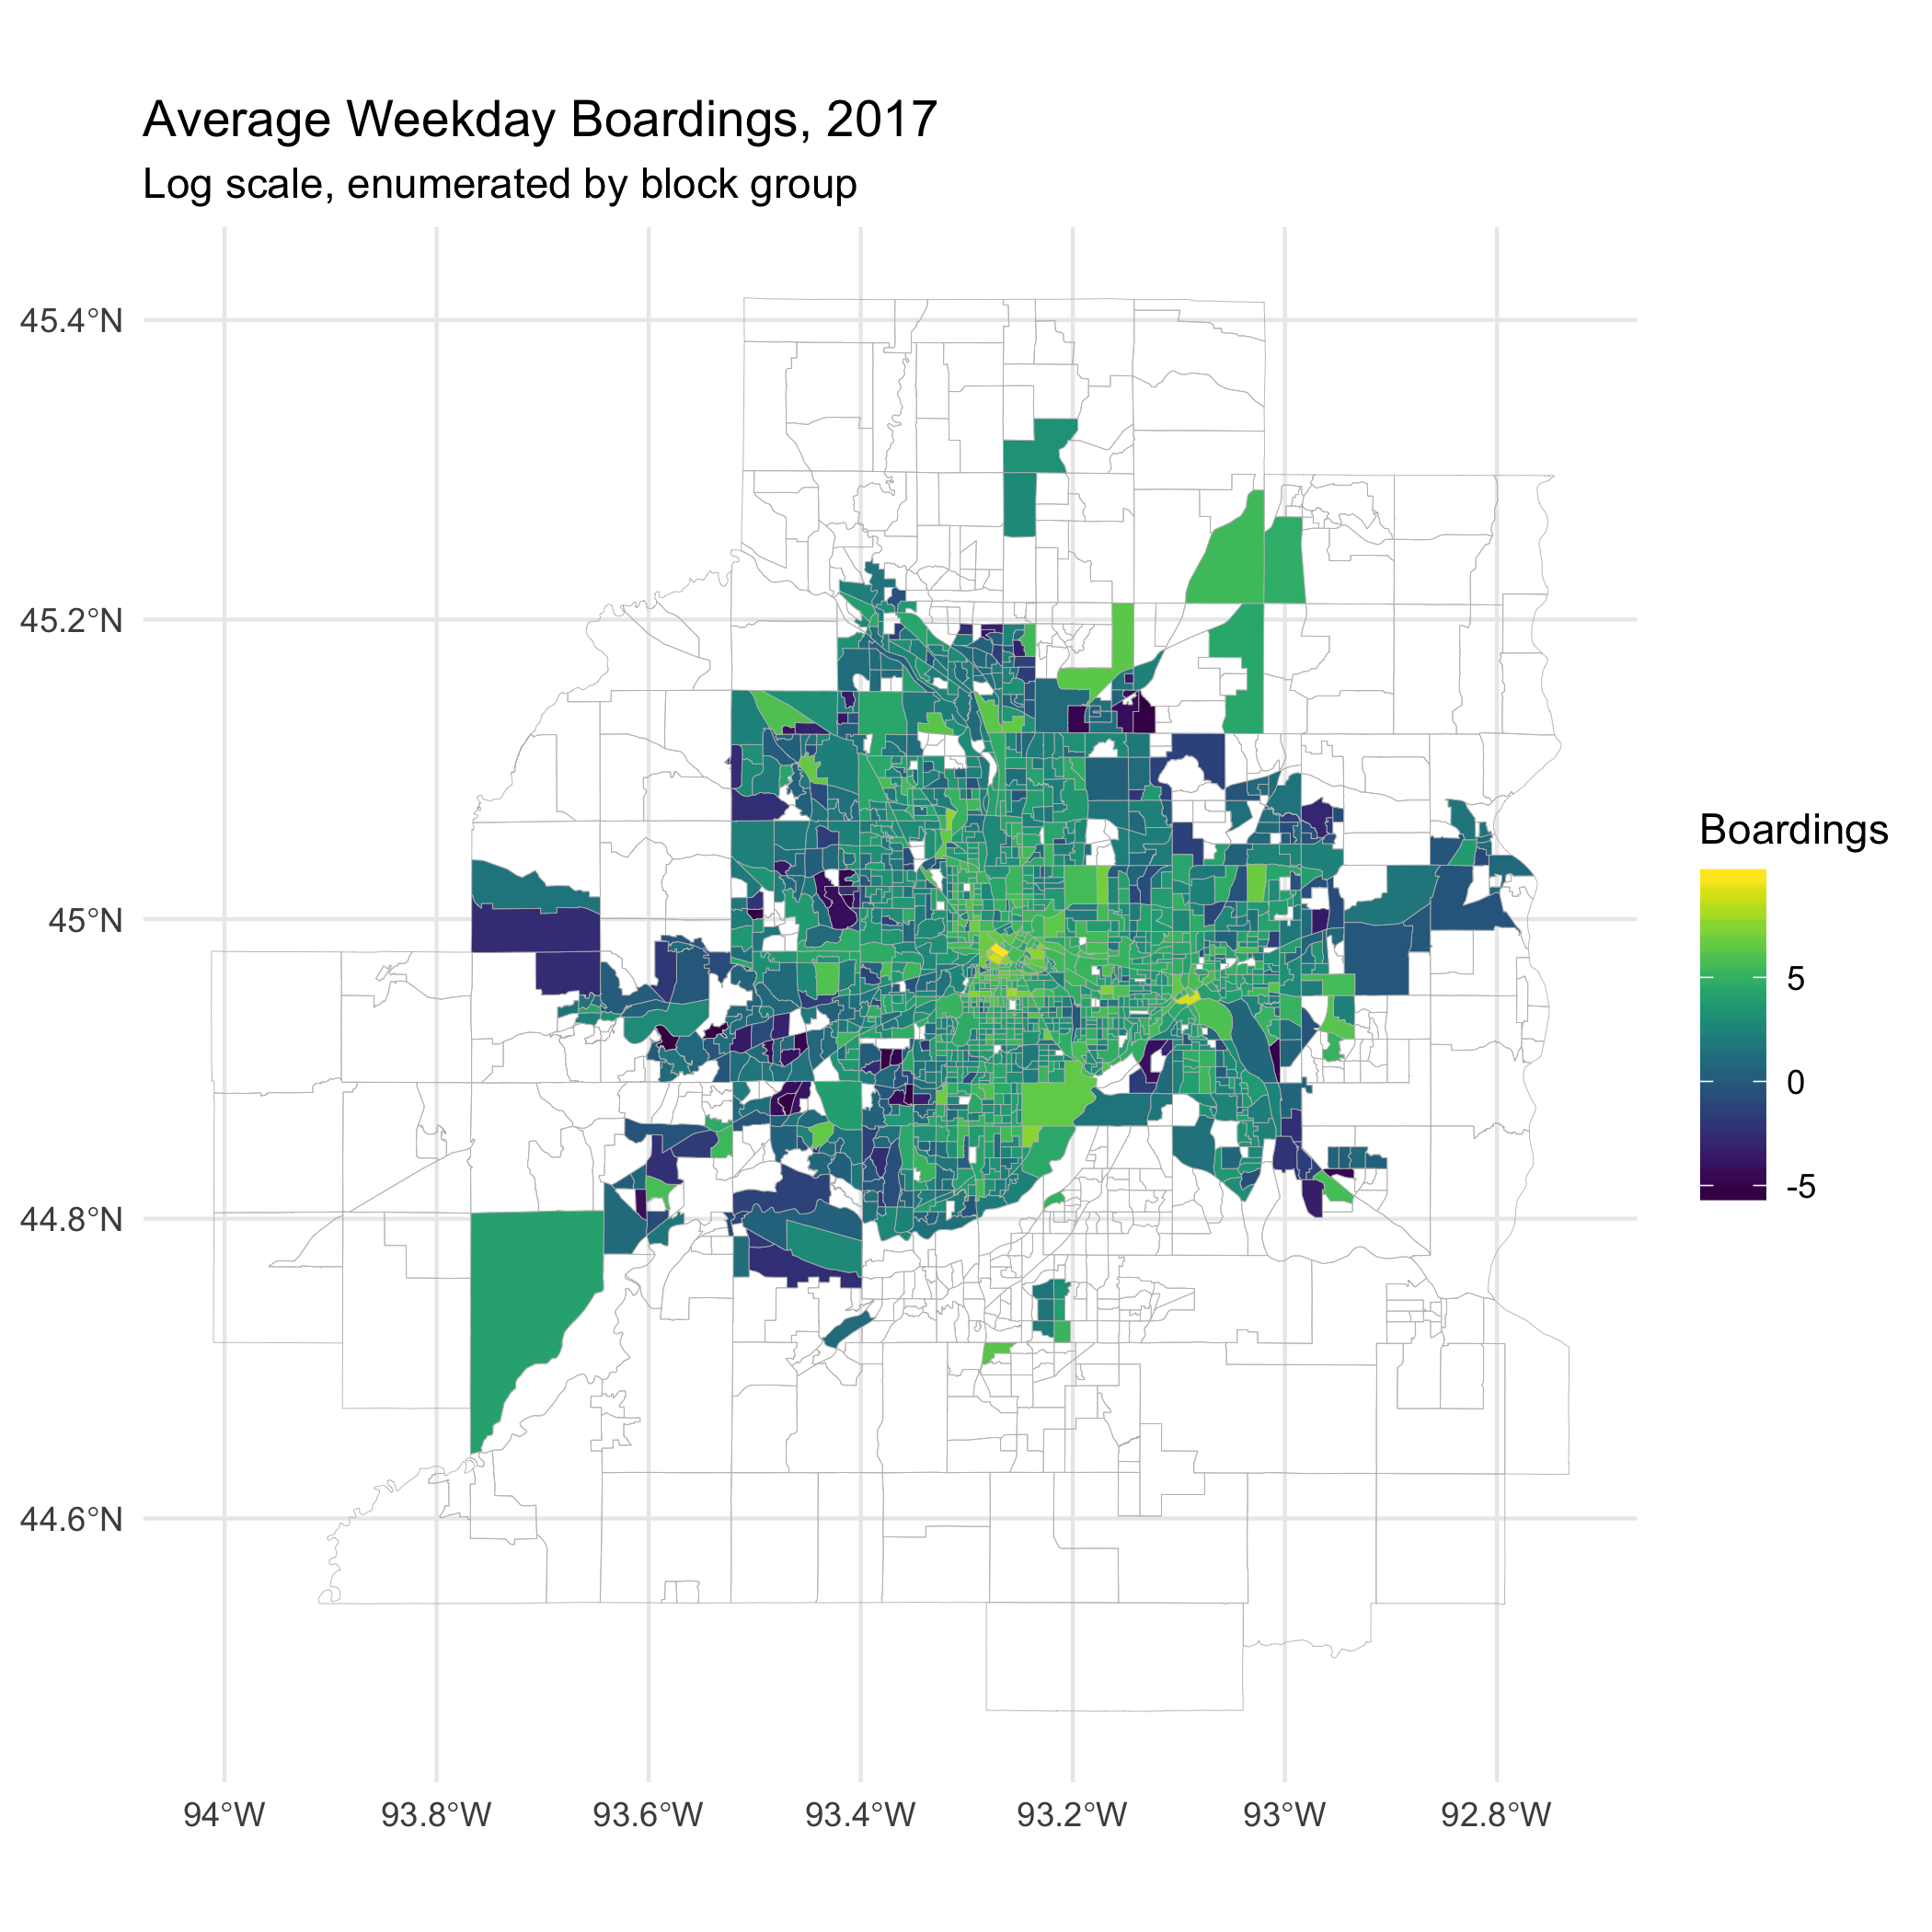 Average Weekday Boardings, 2017
Log scale, enumerated by block group
45.4°N
45.2°N
45°N
44.8°N
44.6°N
94°W
93.8°W
93.6°W
93.4°W
93.2°W
93°W
92.8°W
Boardings
5
0
-5